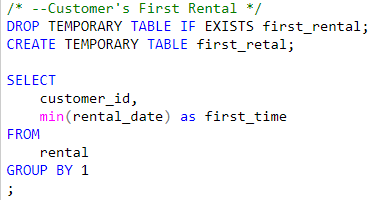 /* --Customer's First Rental */
DROP TEMPORARY TABLE IF EXISTS first_rental;
CREATE TEMPORARY TABLE first_retal;
SELECT
customer_id,
min(rental_date) as first_time
FROM
rental
GROUP BY 1
;